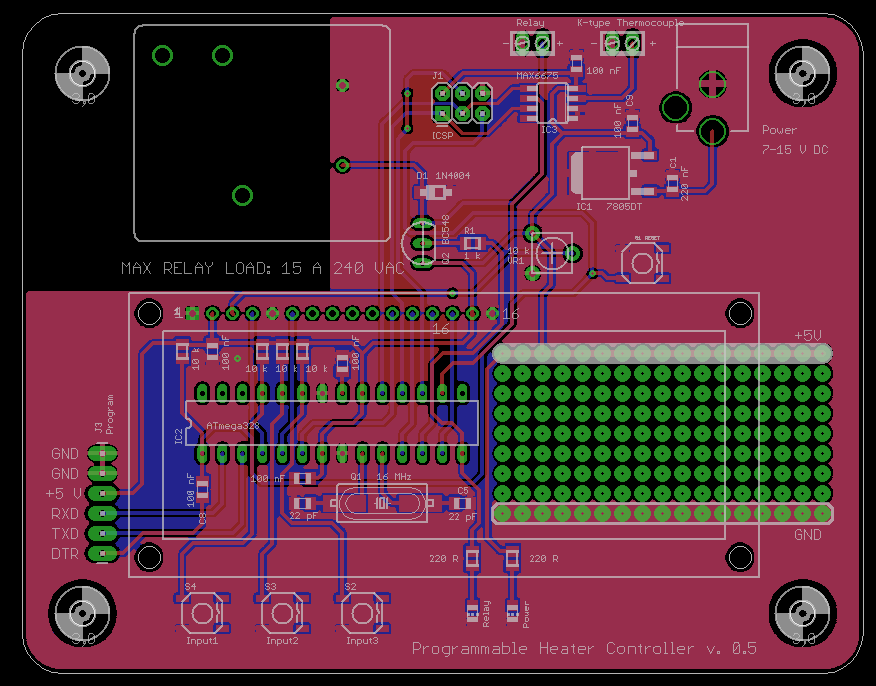 Relay
K-type Thermocouple
- +
- +
J1
MAX6675
100 nF
C9
100 nF
3,0
3,0
ICSP
IC3
Power
7-15 V DC
D1 1N4004
C1
220 nF
IC1 7805DT
BC548
Q2
R1
1 k
10 k
VR1
S1 RESET
MAX RELAY LOAD: 15 A 240 VAC
16
16
+5V
10 k
100 nF
10 k
10 k
100 nF
J3
Program
IC2
ATmega328
GND
GND
+5 V
RXD
TXD
DTR
100 nF
C8
100 nF
Q1 16 MHz
22 pF
C5
22 pF
GND
220 R
220 R
S4
S3
S2
Relay
Power
3,0
3,0
Input1
Input2
Input3
Programmable Heater Controller v. 0.5